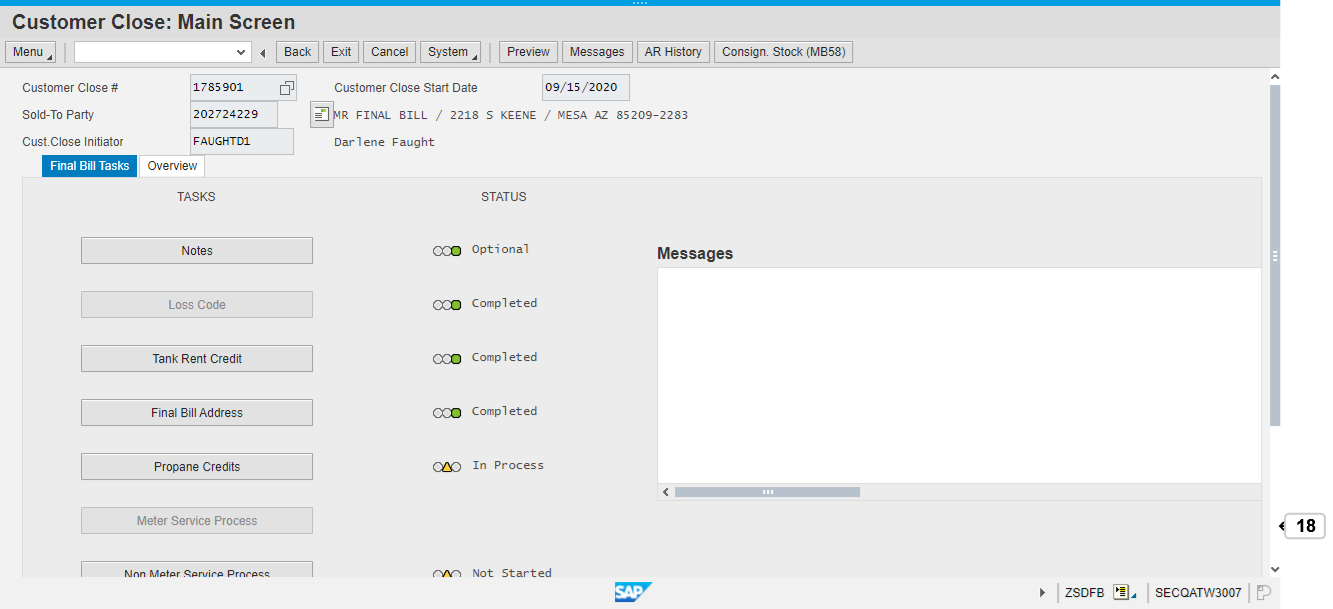 Customer Close: Main Screen
Menu Back Exit Cancel System Preview Messages AR History Consign. Stock (MB58)
Customer Close # 1785901 Customer Close Start Date 09/15/2020
Sold-To Party 202724229 MR FINAL BILL / 2218 S KEENE / MESA AZ 85209-2283
Cust.Close Initiator FAUGHTD1 Darlene Faught
Final Bill Tasks Overview
TASKS STATUS
Notes Optional
Messages
Loss Code Completed
Tank Rent Credit Completed
Final Bill Address Completed
Propane Credits In Process
Meter Service Process
18
Non Meter Service Process Not Started
SAP ZSDFB SECQATW3007